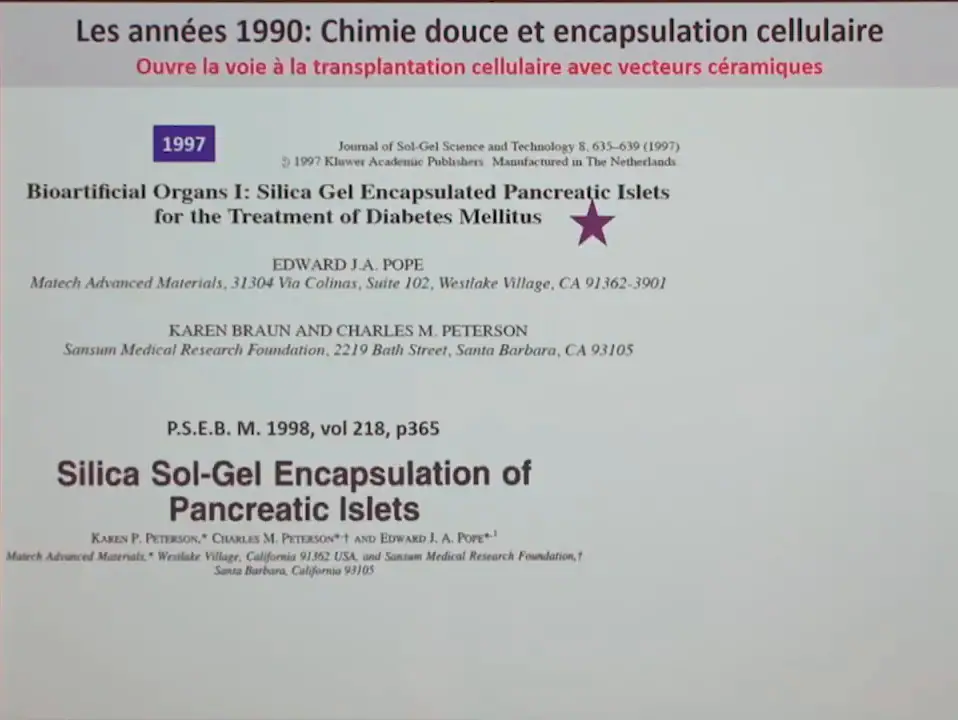 Les années 1990: Chimie douce et encapsulation cellulaire
Ouvre la voie à la transplantation cellulaire avec vecteurs céramiques
1997
Journal of Sol-Gel Science and Technology 8, 635–639 (1997)
© 1997 Kluwer Academic Publishers. Manufactured in The Netherlands.
Bioartificial Organs I: Silica Gel Encapsulated Pancreatic Islets
for the Treatment of Diabetes Mellitus
EDWARD J.A. POPE
Matech Advanced Materials, 31304 Via Colinas, Suite 102, Westlake Village, CA 91362-3901
KAREN BRAUN AND CHARLES M. PETERSON
Sansum Medical Research Foundation, 2219 Bath Street, Santa Barbara, CA 93105
P.S.E.B. M. 1998, vol 218, p365
Silica Sol-Gel Encapsulation of
Pancreatic Islets
KAREN P. PETERSON,* CHARLES M. PETERSON*† AND EDWARD J. A. POPE*,1
Matech Advanced Materials,* Westlake Village, California 91362 USA, and Sansum Medical Research Foundation,†
Santa Barbara, California 93105